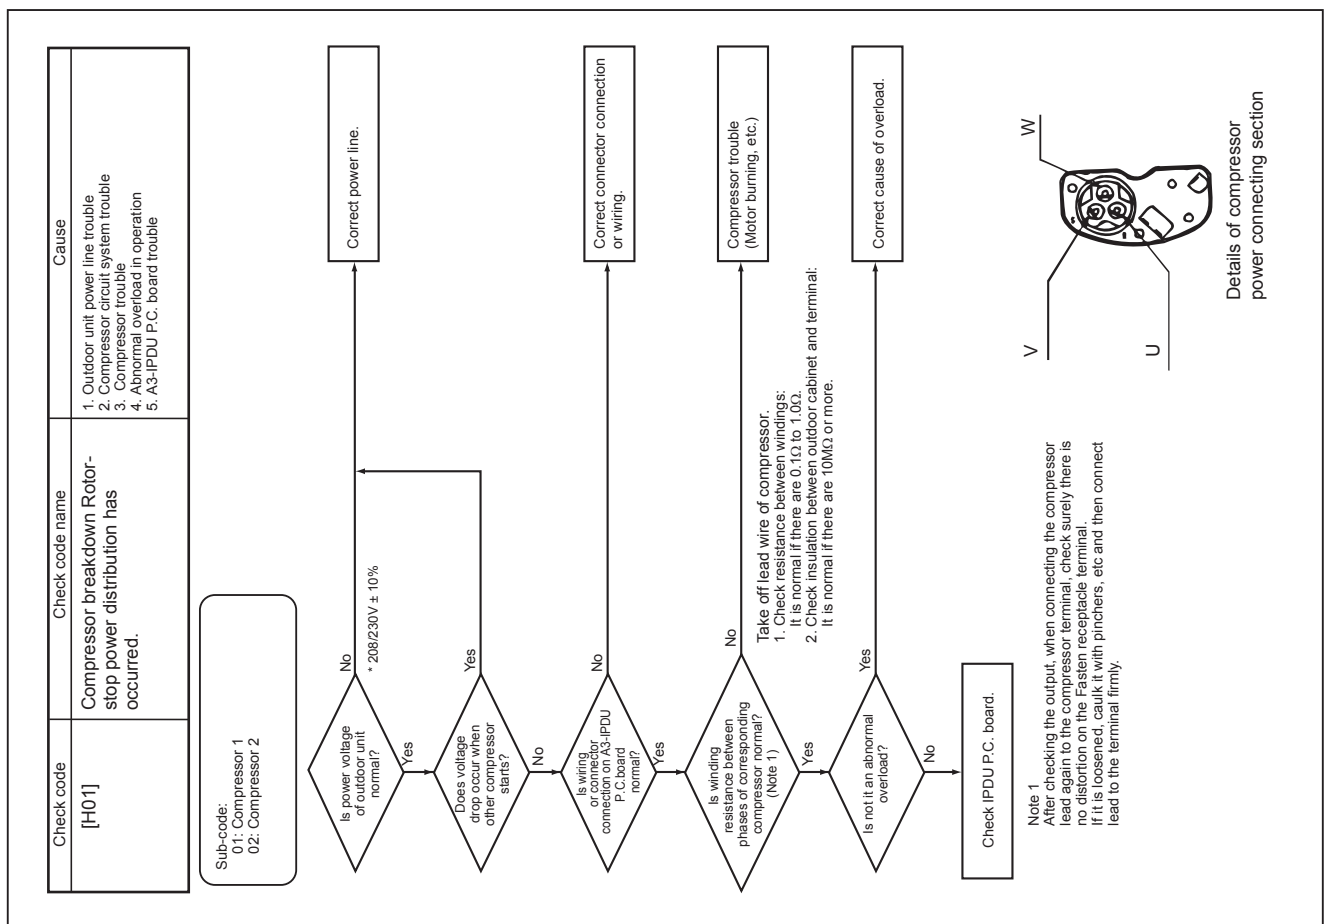 Check code
Check code name
Cause
[H01]
Compressor breakdown Rotor-
stop power distribution has
occurred.
1. Outdoor unit power line trouble
2. Compressor circuit system trouble
3. Compressor trouble
4. Abnormal overload in operation
5. A3-IPDU P.C. board trouble
Sub-code:
01: Compressor 1
02: Compressor 2
Is power voltage
of outdoor unit
normal?
No
* 208/230V ± 10%
Correct power line.
Yes
Does voltage
drop occur when
other compressor
starts?
Yes
No
Is wiring
or connector
connection on A3-IPDU
P.C.board
normal?
No
Correct connector connection
or wiring.
Yes
Is winding
resistance between
phases of corresponding
compressor normal?
(Note 1)
No
Compressor trouble
(Motor burning, etc.)
Take off lead wire of compressor.
1. Check resistance between windings:
It is normal if there are 0.1Ω to 1.0Ω.
2. Check insulation between outdoor cabinet and terminal:
It is normal if there are 10MΩ or more.
Yes
Is not it an abnormal
overload?
Yes
Correct cause of overload.
No
Check IPDU P.C. board.
Note 1
After checking the output, when connecting the compressor
lead again to the compressor terminal, check surely there is
no distortion on the Fasten receptacle terminal.
If it is loosened, caulk it with pinchers, etc and then connect
lead to the terminal firmly.
V
W
U
Details of compressor
power connecting section